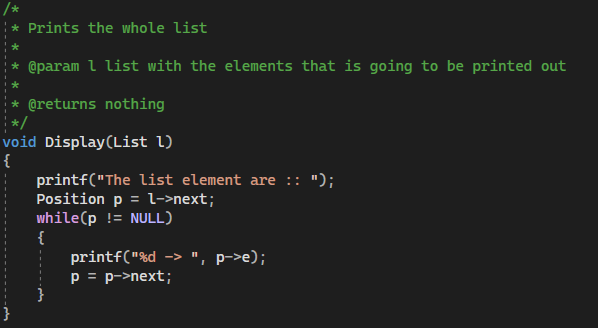 /*
 * Prints the whole list
 *
 * @param l list with the elements that is going to be printed out
 *
 * @returns nothing
 */
void Display(List l)
{
    printf("The list element are :: ");
    Position p = l->next;
    while(p != NULL)
    {
        printf("%d -> ", p->e);
        p = p->next;
    }
}